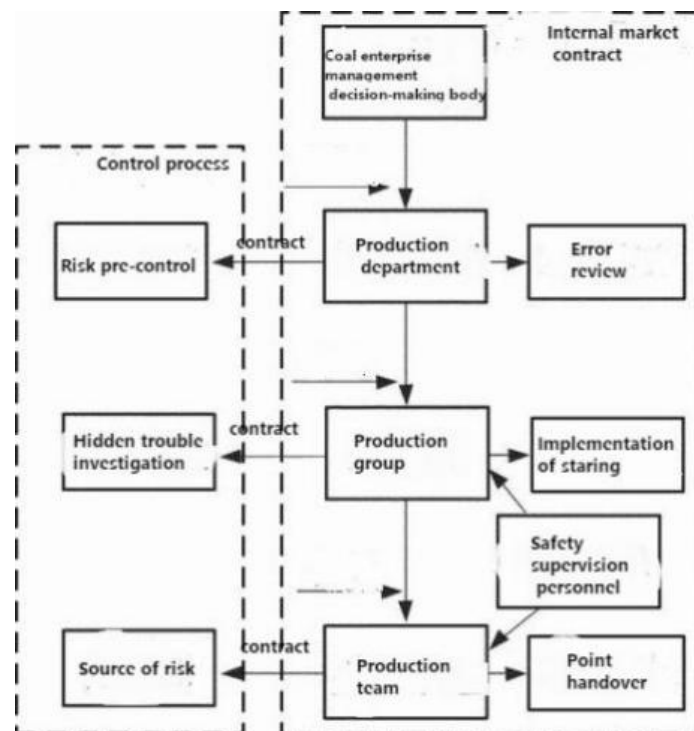 Internal market
contract
Coal enterprise
management
decision-making body
Control process
contract
Risk pre-control
Production
department
Error
review
contract
Hidden trouble
investigation
Production
group
Implementation
of staring
Safety
supervision
personnel
contract
Source of risk
Production
team
Point
handover